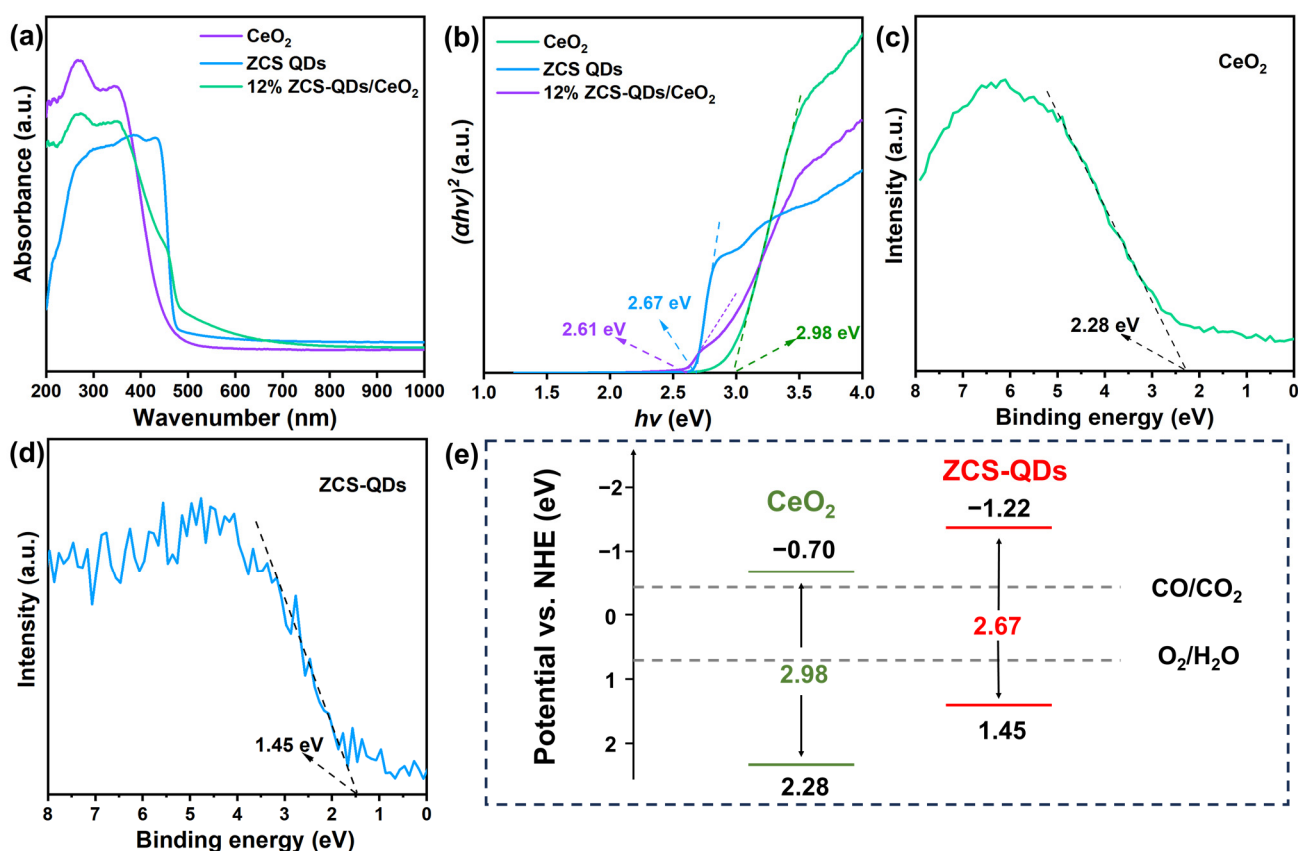 (a)
CeO₂
ZCS QDs
12% ZCS-QDs/CeO₂
Absorbance (a.u.)
200 300 400 500 600 700 800 900 1000
Wavenumber (nm)
(b)
CeO₂
ZCS QDs
12% ZCS-QDs/CeO₂
(αhv)² (a.u.)
2.67 eV
2.61 eV
2.98 eV
1.0 1.5 2.0 2.5 3.0 3.5 4.0
hv (eV)
(c)
CeO₂
Intensity (a.u.)
2.28 eV
8 7 6 5 4 3 2 1 0
Binding energy (eV)
(d)
ZCS-QDs
Intensity (a.u.)
1.45 eV
8 7 6 5 4 3 2 1 0
Binding energy (eV)
(e)
Potential vs. NHE (eV)
−2
−1
0
1
2
CeO₂
−0.70
2.98
2.28
ZCS-QDs
−1.22
2.67
1.45
CO/CO₂
O₂/H₂O